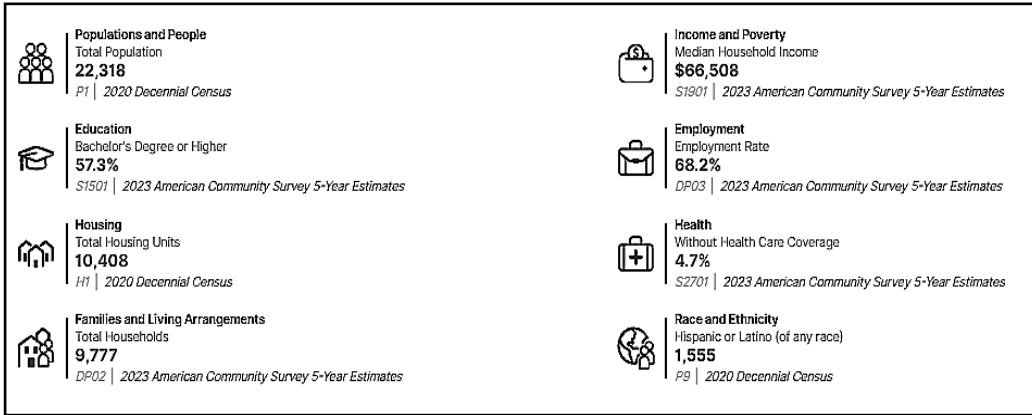 Populations and People
Total Population
22,318
P1 | 2020 Decennial Census
Education
Bachelor's Degree or Higher
57.3%
S1501 | 2023 American Community Survey 5-Year Estimates
Housing
Total Housing Units
10,408
H1 | 2020 Decennial Census
Families and Living Arrangements
Total Households
9,777
DP02 | 2023 American Community Survey 5-Year Estimates
Income and Poverty
Median Household Income
$66,508
S1901 | 2023 American Community Survey 5-Year Estimates
Employment
Employment Rate
68.2%
DP03 | 2023 American Community Survey 5-Year Estimates
Health
Without Health Care Coverage
4.7%
S2701 | 2023 American Community Survey 5-Year Estimates
Race and Ethnicity
Hispanic or Latino (of any race)
1,555
P9 | 2020 Decennial Census